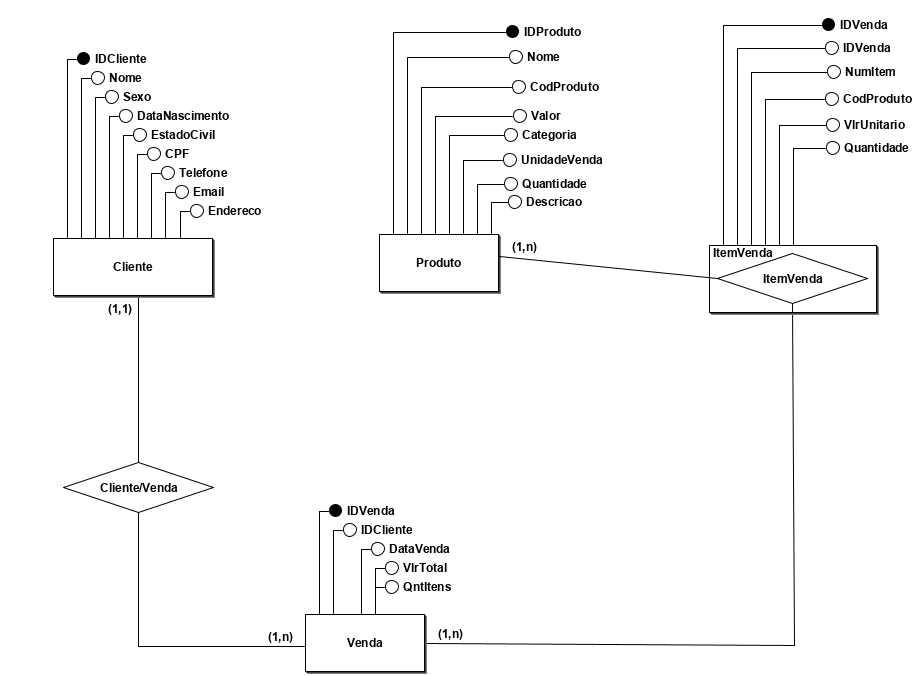 IDCliente
Nome
Sexo
DataNascimento
EstadoCivil
CPF
Telefone
Email
Endereco
Cliente
(1,1)
IDProduto
Nome
CodProduto
Valor
Categoria
UnidadeVenda
Quantidade
Descricao
Produto
(1,n)
IDVenda
IDVenda
NumItem
CodProduto
VlrUnitario
Quantidade
ItemVenda
ItemVenda
Cliente/Venda
IDVenda
IDCliente
DataVenda
VlrTotal
QntItens
(1,n)
Venda
(1,n)